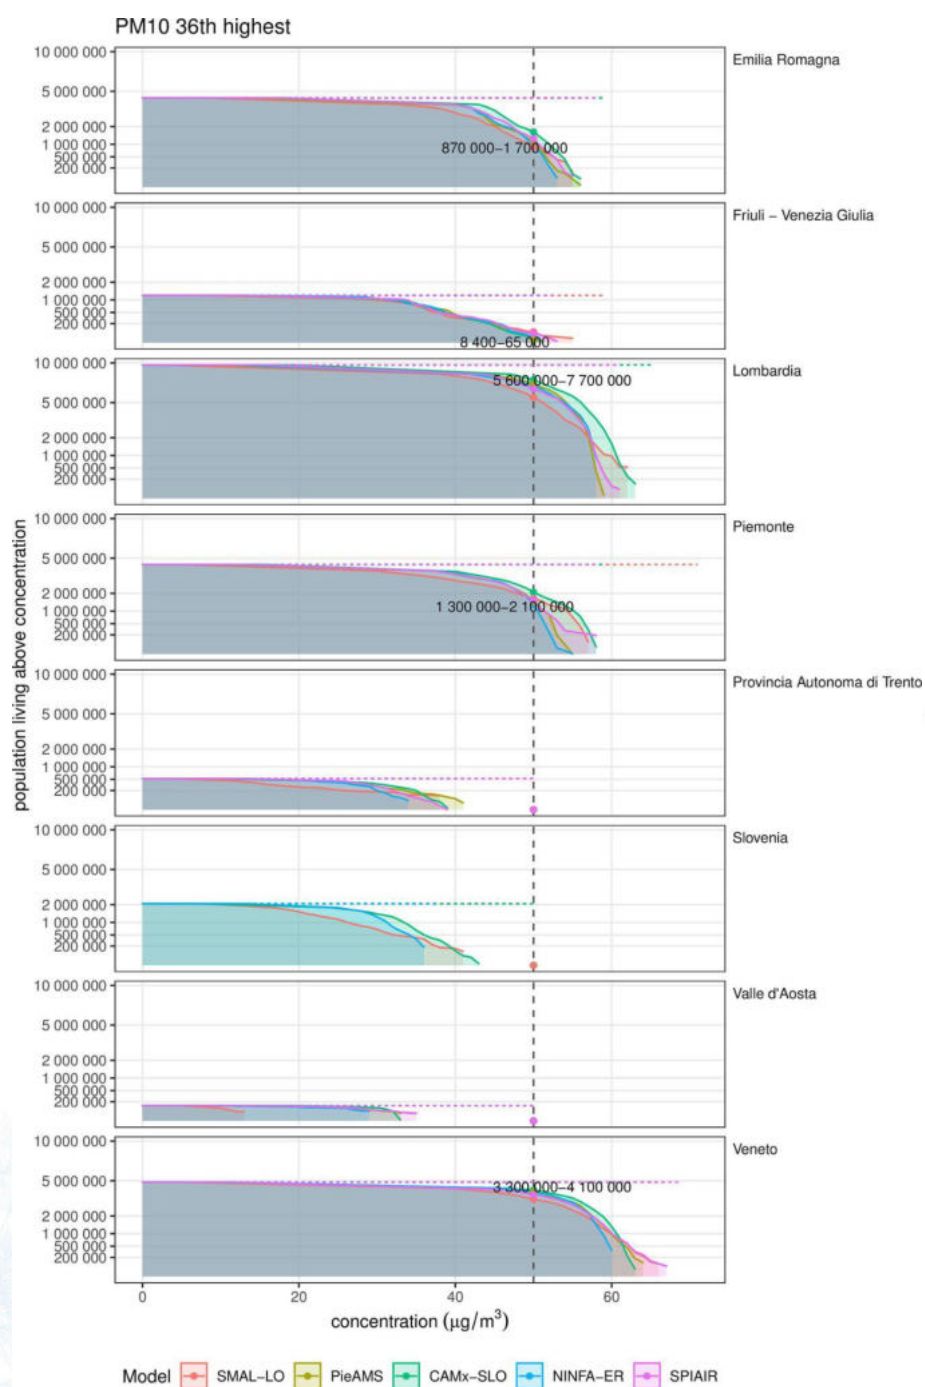 PM10 36th highest
10 000 000
5 000 000
2 000 000
1 000 000
500 000
200 000
870 000−1 700 000
Emilia Romagna
10 000 000
5 000 000
2 000 000
1 000 000
500 000
200 000
8 400−65 000
Friuli − Venezia Giulia
10 000 000
5 000 000
2 000 000
1 000 000
500 000
200 000
5 600 000−7 700 000
Lombardia
10 000 000
5 000 000
2 000 000
1 000 000
500 000
200 000
1 300 000−2 100 000
Piemonte
population living above concentration
10 000 000
5 000 000
2 000 000
500 000
200 000
Provincia Autonoma di Trento
10 000 000
5 000 000
2 000 000
1 000 000
500 000
200 000
Slovenia
10 000 000
5 000 000
2 000 000
1 000 000
500 000
200 000
Valle d'Aosta
10 000 000
5 000 000
2 000 000
1 000 000
500 000
200 000
3 300 000−4 100 000
Veneto
0 20 40 60
concentration (μg/m³)
Model SMAL−LO PieAMS CAMx−SLO NINFA−ER SPIAIR